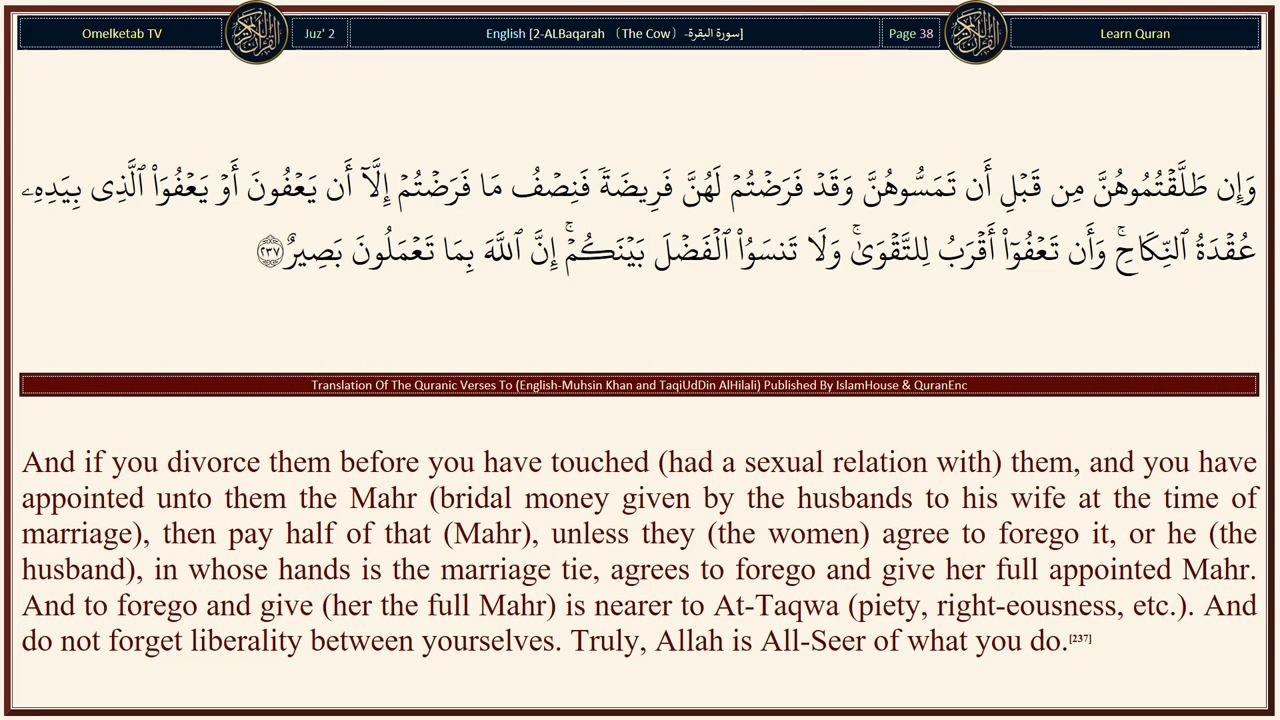 Omelketab TV
Juz' 2
English [2-ALBaqarah （The Cow） -سورة البقرة]
Page 38
Learn Quran
وَإِن طَلَّقۡتُمُوهُنَّ مِن قَبۡلِ أَن تَمَسُّوهُنَّ وَقَدۡ فَرَضۡتُمۡ لَهُنَّ فَرِيضَةٗ فَنِصۡفُ مَا فَرَضۡتُمۡ إِلَّآ أَن يَعۡفُونَ أَوۡ يَعۡفُوَاْ ٱلَّذِى بِيَدِهِۦ
عُقۡدَةُ ٱلنِّكَاحِۚ وَأَن تَعۡفُوٓاْ أَقۡرَبُ لِلتَّقۡوَىٰۚ وَلَا تَنسَوُاْ ٱلۡفَضۡلَ بَيۡنَكُمۡۚ إِنَّ ٱللَّهَ بِمَا تَعۡمَلُونَ بَصِيرٌ ٢٣٧
Translation Of The Quranic Verses To (English-Muhsin Khan and TaqiUdDin AlHilali) Published By IslamHouse & QuranEnc
And if you divorce them before you have touched (had a sexual relation with) them, and you have
appointed unto them the Mahr (bridal money given by the husbands to his wife at the time of
marriage), then pay half of that (Mahr), unless they (the women) agree to forego it, or he (the
husband), in whose hands is the marriage tie, agrees to forego and give her full appointed Mahr.
And to forego and give (her the full Mahr) is nearer to At-Taqwa (piety, right-eousness, etc.). And
do not forget liberality between yourselves. Truly, Allah is All-Seer of what you do.[237]